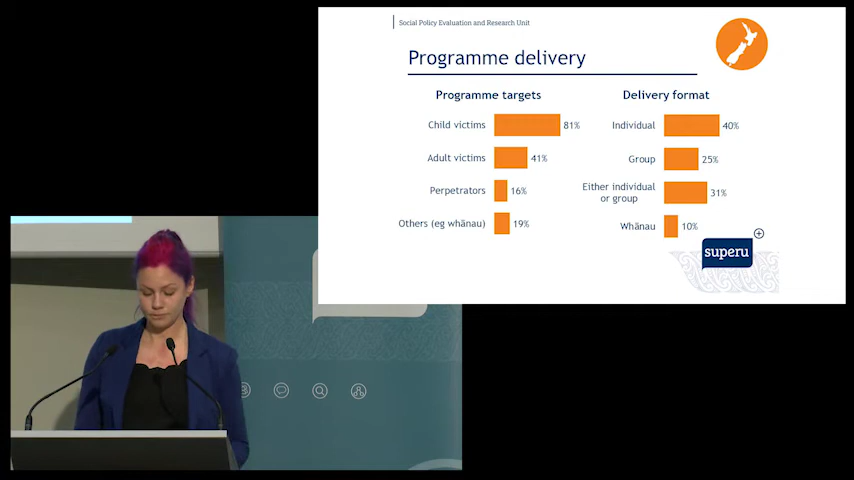 Social Policy Evaluation and Research Unit
Programme delivery
Programme targets
Child victims 81%
Adult victims 41%
Perpetrators 16%
Others (eg whānau) 19%
Delivery format
Individual 40%
Group 25%
Either individual
or group 31%
Whānau 10%
superu